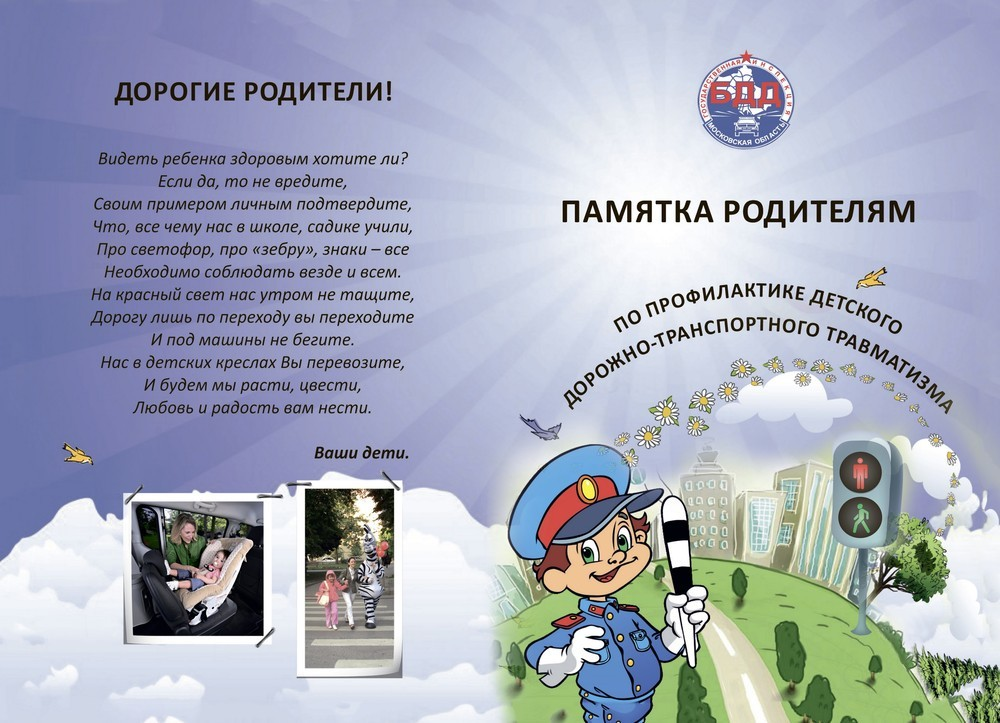 ДОРОГИЕ РОДИТЕЛИ!
Видеть ребенка здоровым хотите ли?
Если да, то не вредите,
Своим примером личным подтвердите,
Что, все чему нас в школе, садике учили,
Про светофор, про «зебру», знаки – все
Необходимо соблюдать везде и всем.
На красный свет нас утром не тащите,
Дорогу лишь по переходу вы переходите
И под машины не бегите.
Нас в детских креслах Вы перевозите,
И будем мы расти, цвести,
Любовь и радость вам нести.
Ваши дети.
ГОСУДАРСТВЕННАЯ ИНСПЕКЦИЯ
БДД
МОСКОВСКАЯ ОБЛАСТЬ
ПАМЯТКА РОДИТЕЛЯМ
ПО ПРОФИЛАКТИКЕ ДЕТСКОГО
ДОРОЖНО-ТРАНСПОРТНОГО ТРАВМАТИЗМА